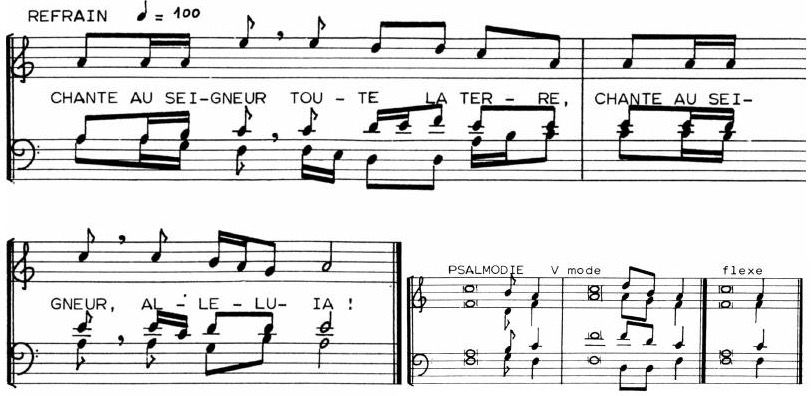 REFRAIN ♩ = 100
CHANTE AU SEI-GNEUR TOU - TE LA TER - RE, CHANTE AU SEI-
GNEUR, AL - LE - LU- IA !
PSALMODIE V mode flexe